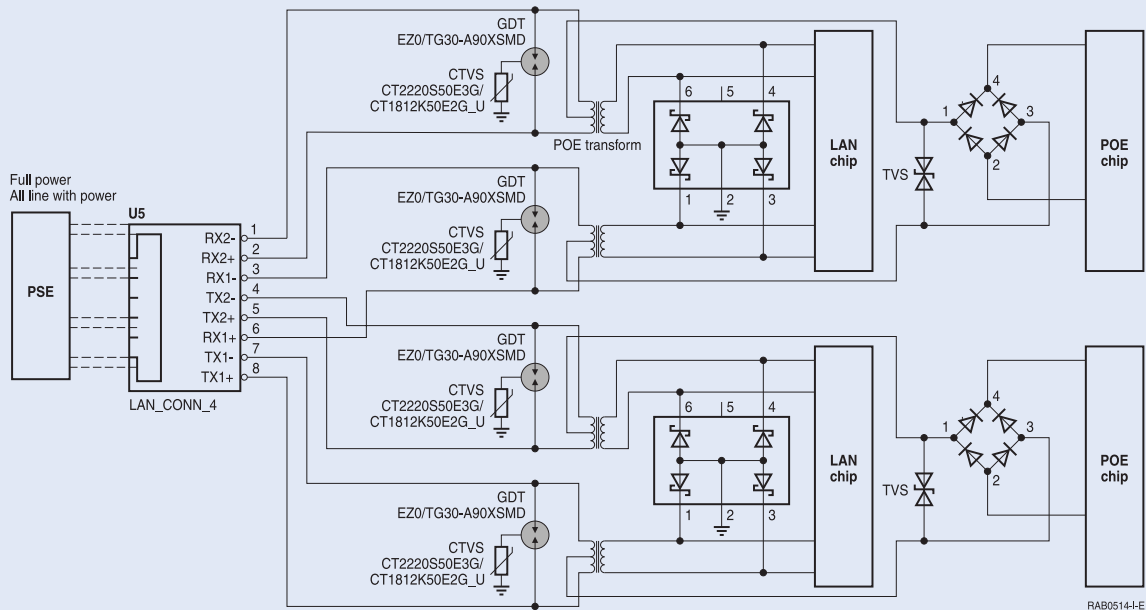 GDT
EZ0/TG30-A90XSMD
CTVS
CT2220S50E3G/
CT1812K50E2G_U
POE transform
6
5
4
1
2
3
LAN
chip
TVS
1
4
3
2
POE
chip
GDT
EZ0/TG30-A90XSMD
CTVS
CT2220S50E3G/
CT1812K50E2G_U
Full power
All line with power
PSE
U5
RX2- 1
RX2+ 2
RX1- 3
TX2- 4
TX2+ 5
RX1+ 6
TX1- 7
TX1+ 8
LAN_CONN_4
GDT
EZ0/TG30-A90XSMD
CTVS
CT2220S50E3G/
CT1812K50E2G_U
6
5
4
1
2
3
LAN
chip
TVS
1
4
3
2
POE
chip
GDT
EZ0/TG30-A90XSMD
CTVS
CT2220S50E3G/
CT1812K50E2G_U
RAB0514-J-E